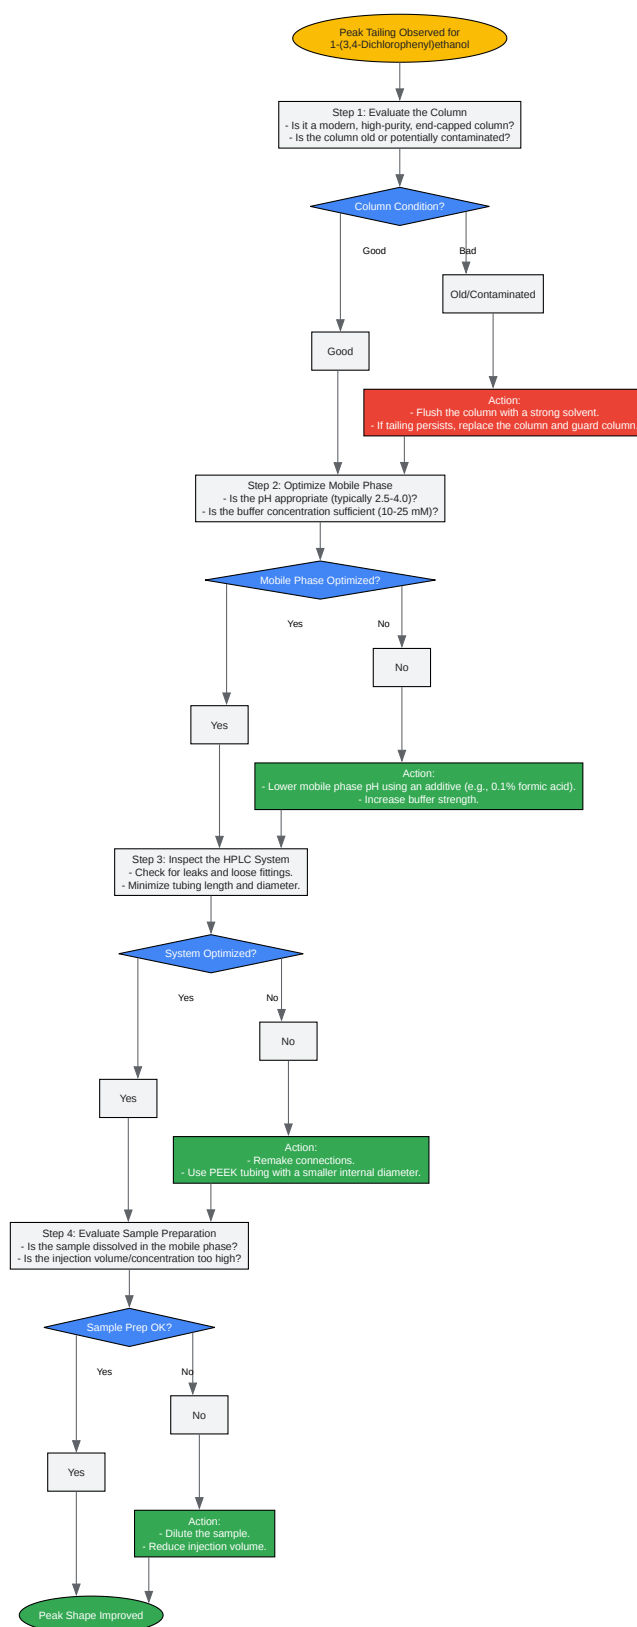 Peak Tailing Observed for
1-(3,4-Dichlorophenyl)ethanol
Step 1: Evaluate the Column
- Is it a modern, high-purity, end-capped column?
- Is the column old or potentially contaminated?
Column Condition?
Good
Bad
Old/Contaminated
Good
Action:
- Flush the column with a strong solvent.
- If tailing persists, replace the column and guard column.
Step 2: Optimize Mobile Phase
- Is the pH appropriate (typically 2.5-4.0)?
- Is the buffer concentration sufficient (10-25 mM)?
Mobile Phase Optimized?
Yes
No
No
Yes
Action:
- Lower mobile phase pH using an additive (e.g., 0.1% formic acid).
- Increase buffer strength.
Step 3: Inspect the HPLC System
- Check for leaks and loose fittings.
- Minimize tubing length and diameter.
System Optimized?
Yes
No
No
Yes
Action:
- Remake connections.
- Use PEEK tubing with a smaller internal diameter.
Step 4: Evaluate Sample Preparation
- Is the sample dissolved in the mobile phase?
- Is the injection volume/concentration too high?
Sample Prep OK?
Yes
No
No
Yes
Action:
- Dilute the sample.
- Reduce injection volume.
Peak Shape Improved